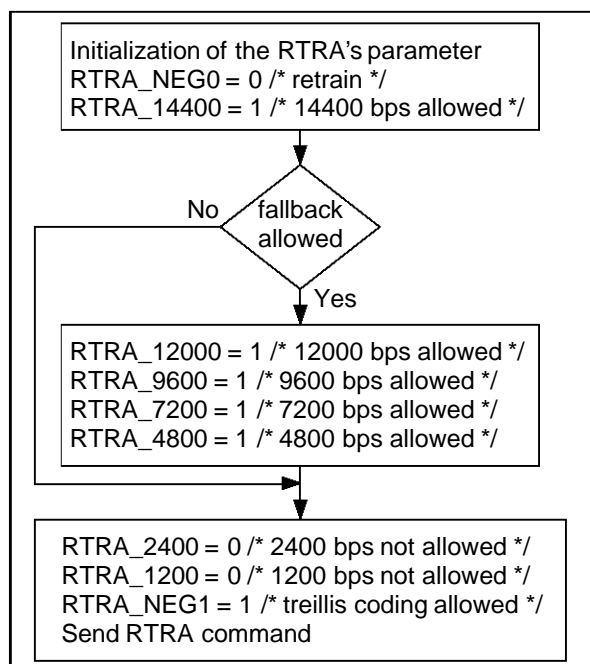 Initialization of the RTRA's parameter
RTRA_NEG0 = 0 /* retrain */
RTRA_14400 = 1 /* 14400 bps allowed */
No
fallback
allowed
Yes
RTRA_12000 = 1 /* 12000 bps allowed */
RTRA_9600 = 1 /* 9600 bps allowed */
RTRA_7200 = 1 /* 7200 bps allowed */
RTRA_4800 = 1 /* 4800 bps allowed */
RTRA_2400 = 0 /* 2400 bps not allowed */
RTRA_1200 = 0 /* 1200 bps not allowed */
RTRA_NEG1 = 1 /* treillis coding allowed */
Send RTRA command